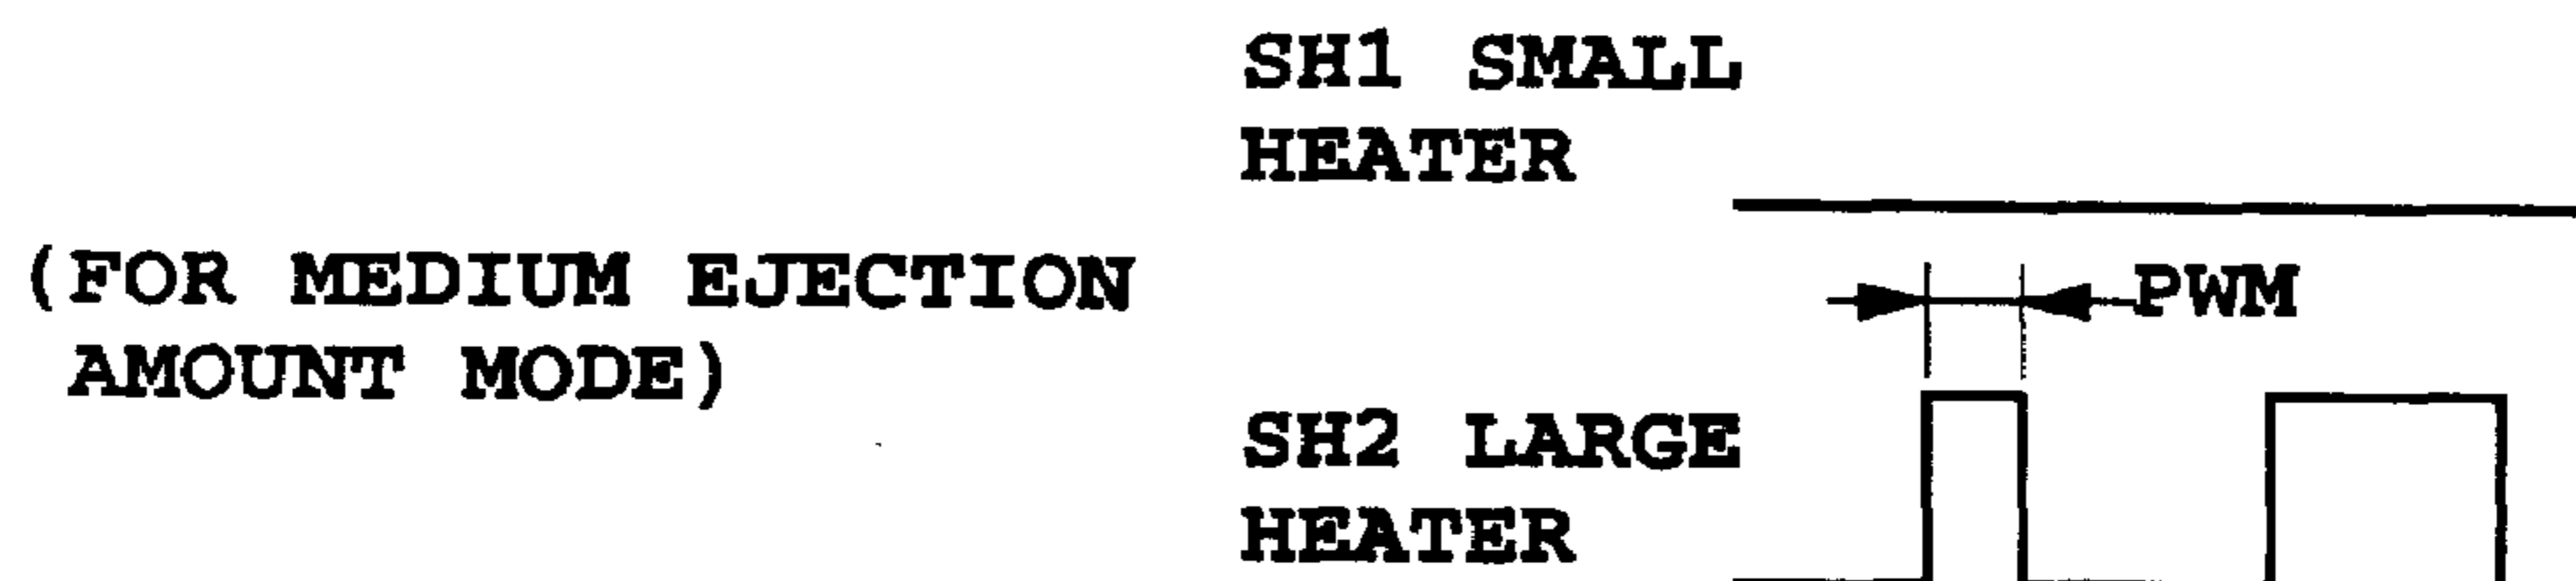 SH1 SMALL
HEATER
(FOR MEDIUM EJECTION
AMOUNT MODE)
PWM
SH2 LARGE
HEATER